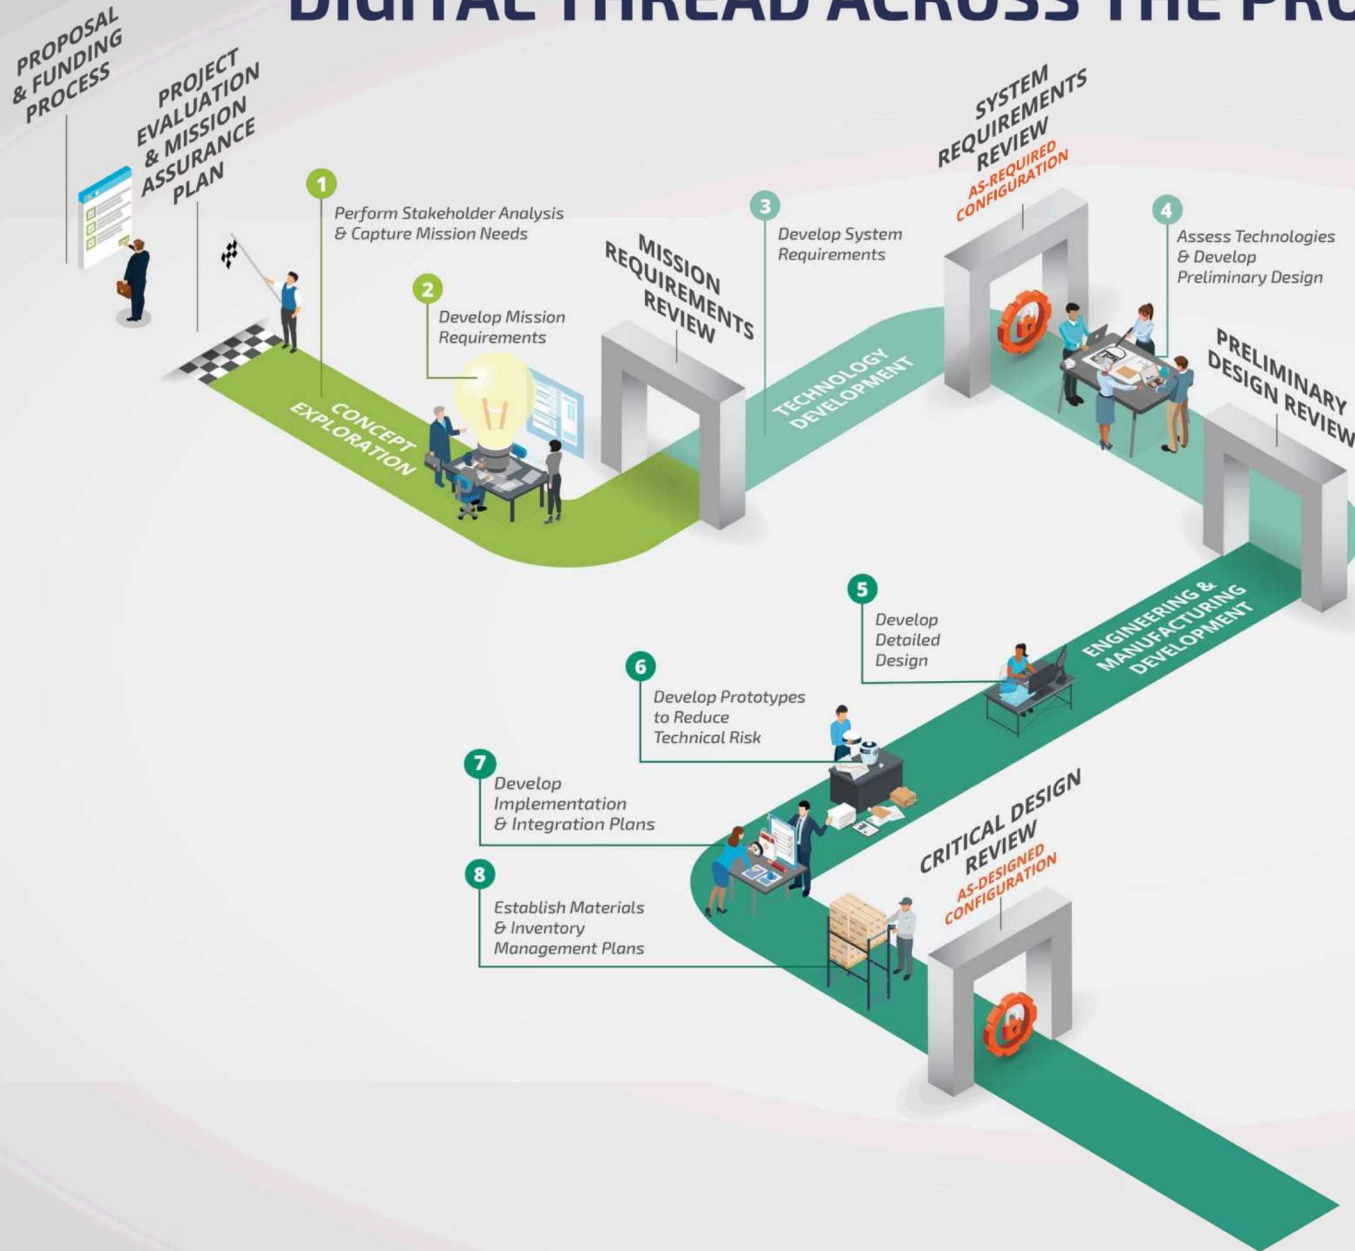 DIGITAL THREAD ACROSS THE
PROPOSAL
& FUNDING
PROCESS
PROJECT
EVALUATION
& MISSION
ASSURANCE
PLAN
1
Perform Stakeholder Analysis
& Capture Mission Needs
2
Develop Mission
Requirements
CONCEPT
EXPLORATION
MISSION
REQUIREMENTS
REVIEW
3
Develop System
Requirements
TECHNOLOGY
DEVELOPMENT
SYSTEM
REQUIREMENTS
REVIEW
AS-REQUIRED
CONFIGURATION
4
Assess Technologies
& Develop
Preliminary Design
PRELIMINARY
DESIGN REVIEW
ENGINEERING &
MANUFACTURING
DEVELOPMENT
5
Develop
Detailed
Design
6
Develop Prototypes
to Reduce
Technical Risk
7
Develop
Implementation
& Integration Plans
8
Establish Materials
& Inventory
Management Plans
CRITICAL DESIGN
REVIEW
AS-DESIGNED
CONFIGURATION